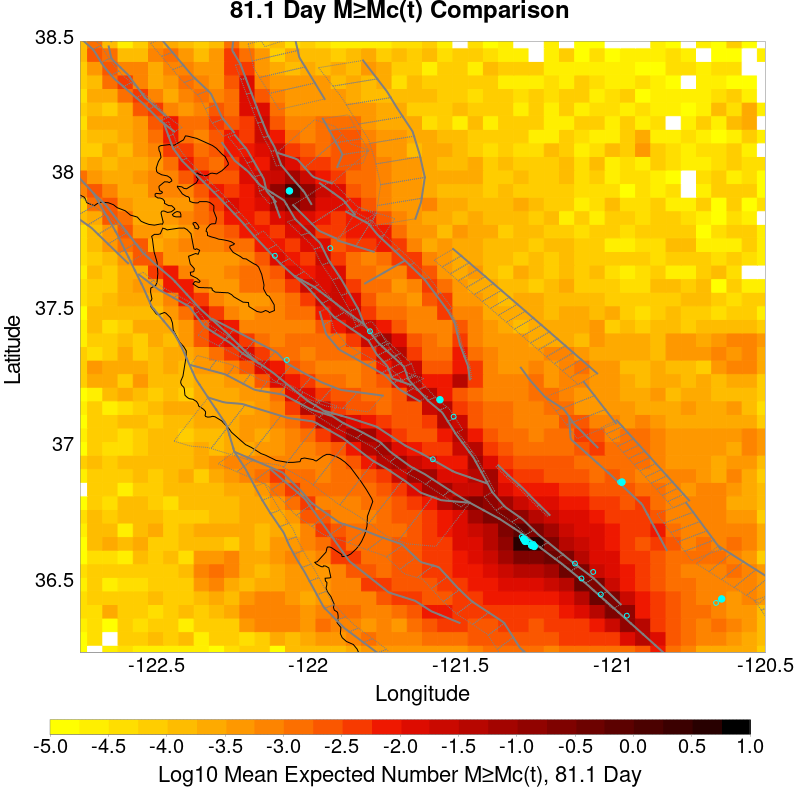 81.1 Day M≥Mc(t) Comparison
38.5
38
37.5
37
36.5
Latitude
-122.5 -122 -121.5 -121 -120.5
Longitude
-5.0 -4.5 -4.0 -3.5 -3.0 -2.5 -2.0 -1.5 -1.0 -0.5 0.0 0.5 1.0
Log10 Mean Expected Number M≥Mc(t), 81.1 Day